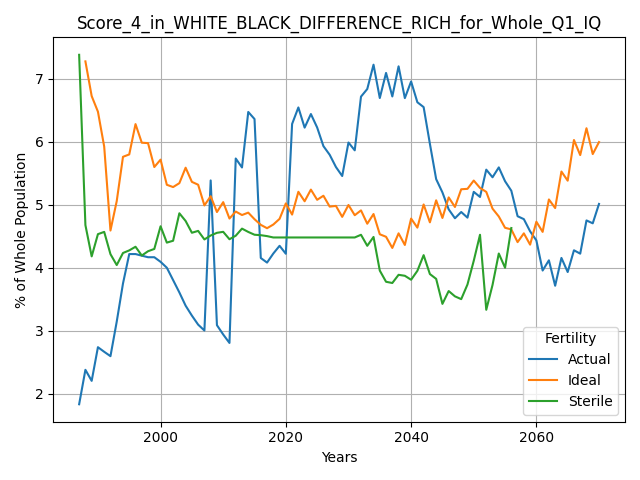 Score_4_in_WHITE_BLACK_DIFFERENCE_RICH_for_Whole_Q1_IQ
% of Whole Population
7
6
5
4
3
2
2000
2020
2040
2060
Years
Fertility
Actual
Ideal
Sterile